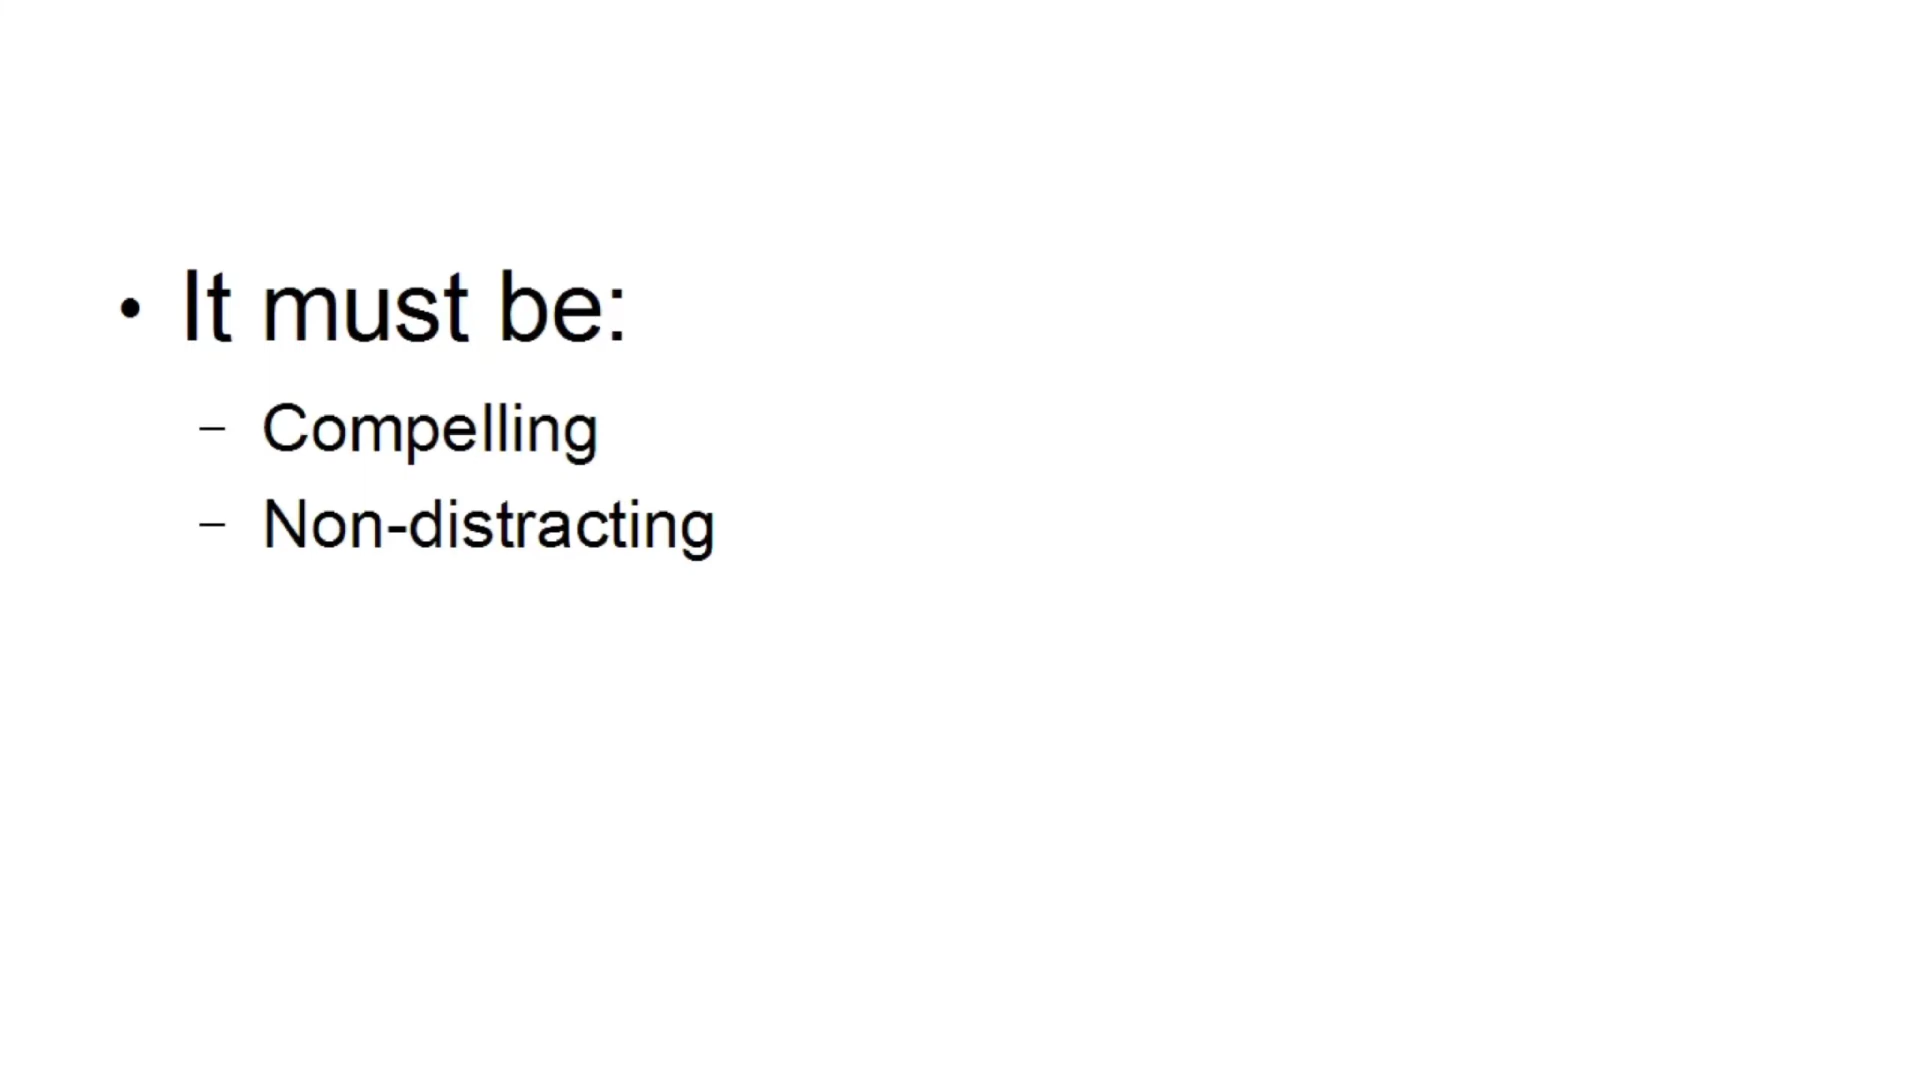 • It must be:
– Compelling
– Non-distracting